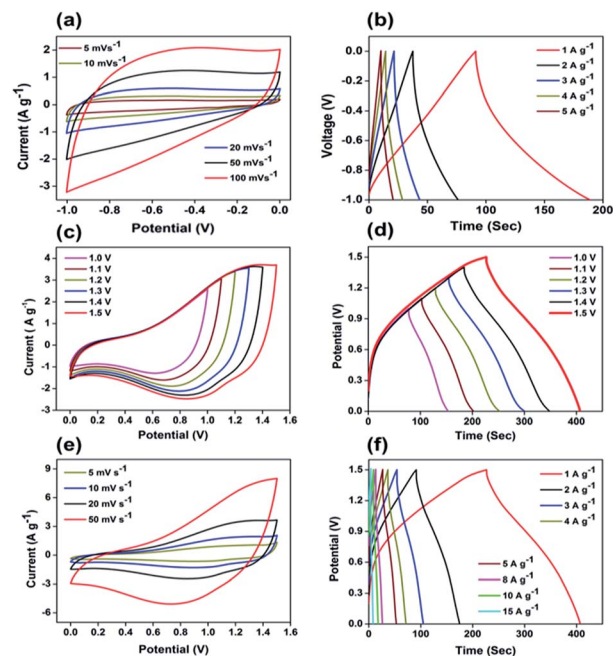 (a)
5 mVs⁻¹
10 mVs⁻¹
20 mVs⁻¹
50 mVs⁻¹
100 mVs⁻¹
Current (A g⁻¹)
2
1
0
-1
-2
-3
-1.0 -0.8 -0.6 -0.4 -0.2 0.0
Potential (V)
(b)
1 A g⁻¹
2 A g⁻¹
3 A g⁻¹
4 A g⁻¹
5 A g⁻¹
Voltage (V)
0.0
-0.2
-0.4
-0.6
-0.8
-1.0
0 50 100 150 200
Time (Sec)
(c)
1.0 V
1.1 V
1.2 V
1.3 V
1.4 V
1.5 V
Current ( A g⁻¹)
4
3
2
1
0
-1
-2
-3
0.0 0.2 0.4 0.6 0.8 1.0 1.2 1.4 1.6
Potential (V)
(d)
1.0 V
1.1 V
1.2 V
1.3 V
1.4 V
1.5 V
Potential (V)
1.5
1.2
0.9
0.6
0.3
0.0
0 100 200 300 400
Time (Sec)
(e)
5 mV s⁻¹
10 mV s⁻¹
20 mV s⁻¹
50 mV s⁻¹
Current (A g⁻¹)
9
6
3
0
-3
-6
0.0 0.2 0.4 0.6 0.8 1.0 1.2 1.4 1.6
Potential (V)
(f)
1 A g⁻¹
2 A g⁻¹
3 A g⁻¹
4 A g⁻¹
5 A g⁻¹
8 A g⁻¹
10 A g⁻¹
15 A g⁻¹
Potential (V)
1.5
1.2
0.9
0.6
0.3
0.0
0 100 200 300 400
Time (Sec)